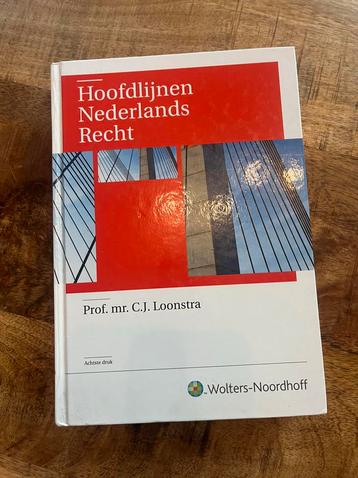 Hoofdlijnen
Nederlands
Recht
Prof. mr. C.J. Loonstra
Achtste druk
Wolters-Noordhoff